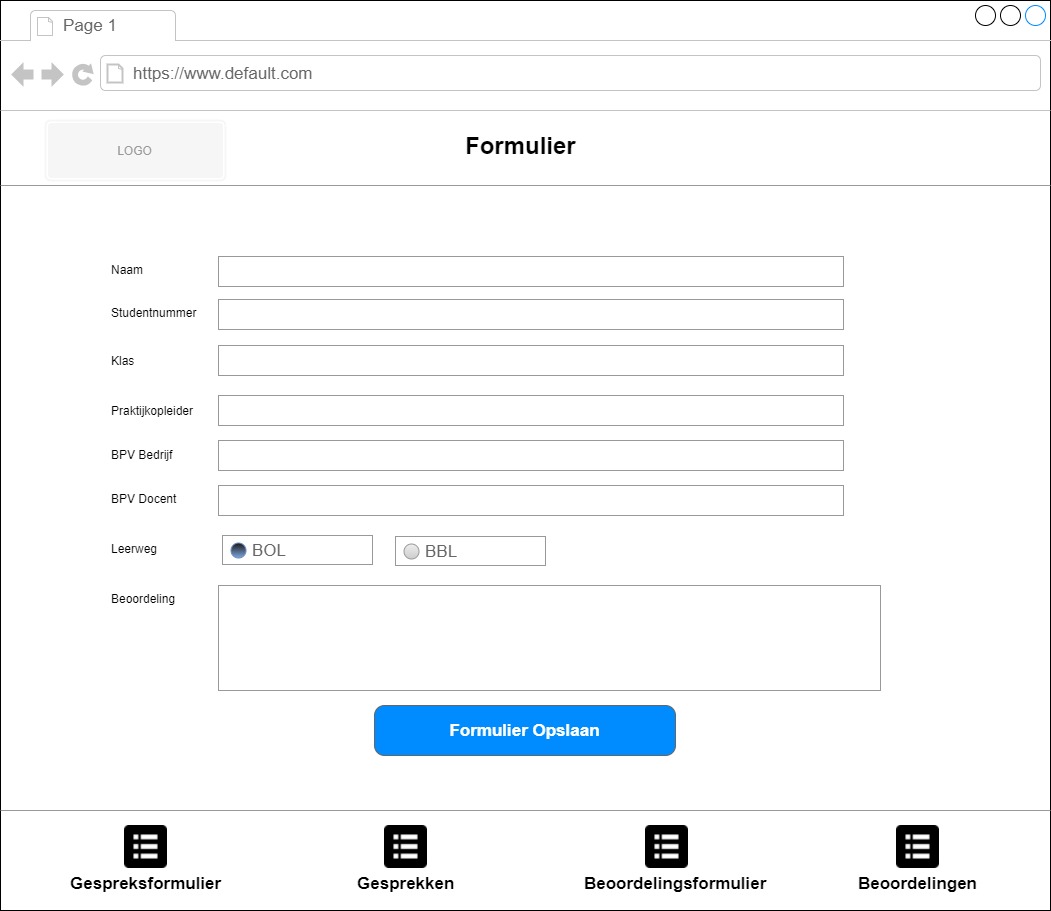 Page 1
https://www.default.com
LOGO
Formulier
Naam
Studentnummer
Klas
Praktijkopleider
BPV Bedrijf
BPV Docent
Leerweg
BOL
BBL
Beoordeling
Formulier Opslaan
Gespreksformulier
Gesprekken
Beoordelingsformulier
Beoordelingen